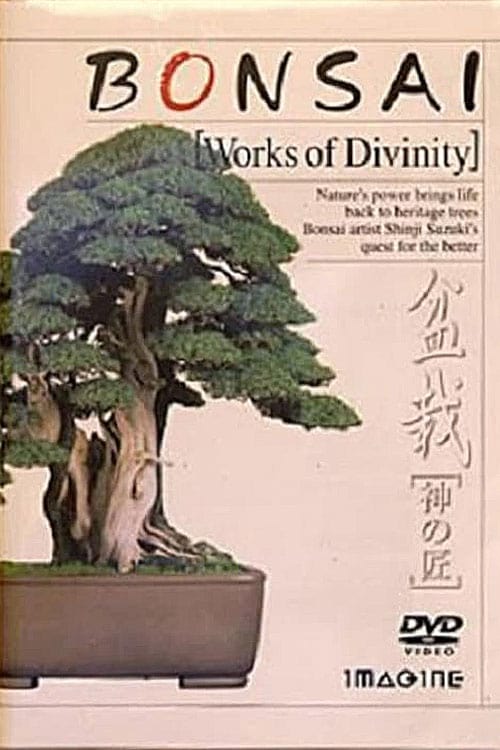 BONSAI
[Works of Divinity]
Nature's power brings life
back to heritage trees
Bonsai artist Shinji Suzuki's
quest for the better
盆栽
[神の匠]
DVD
VIDEO
IMAGINE